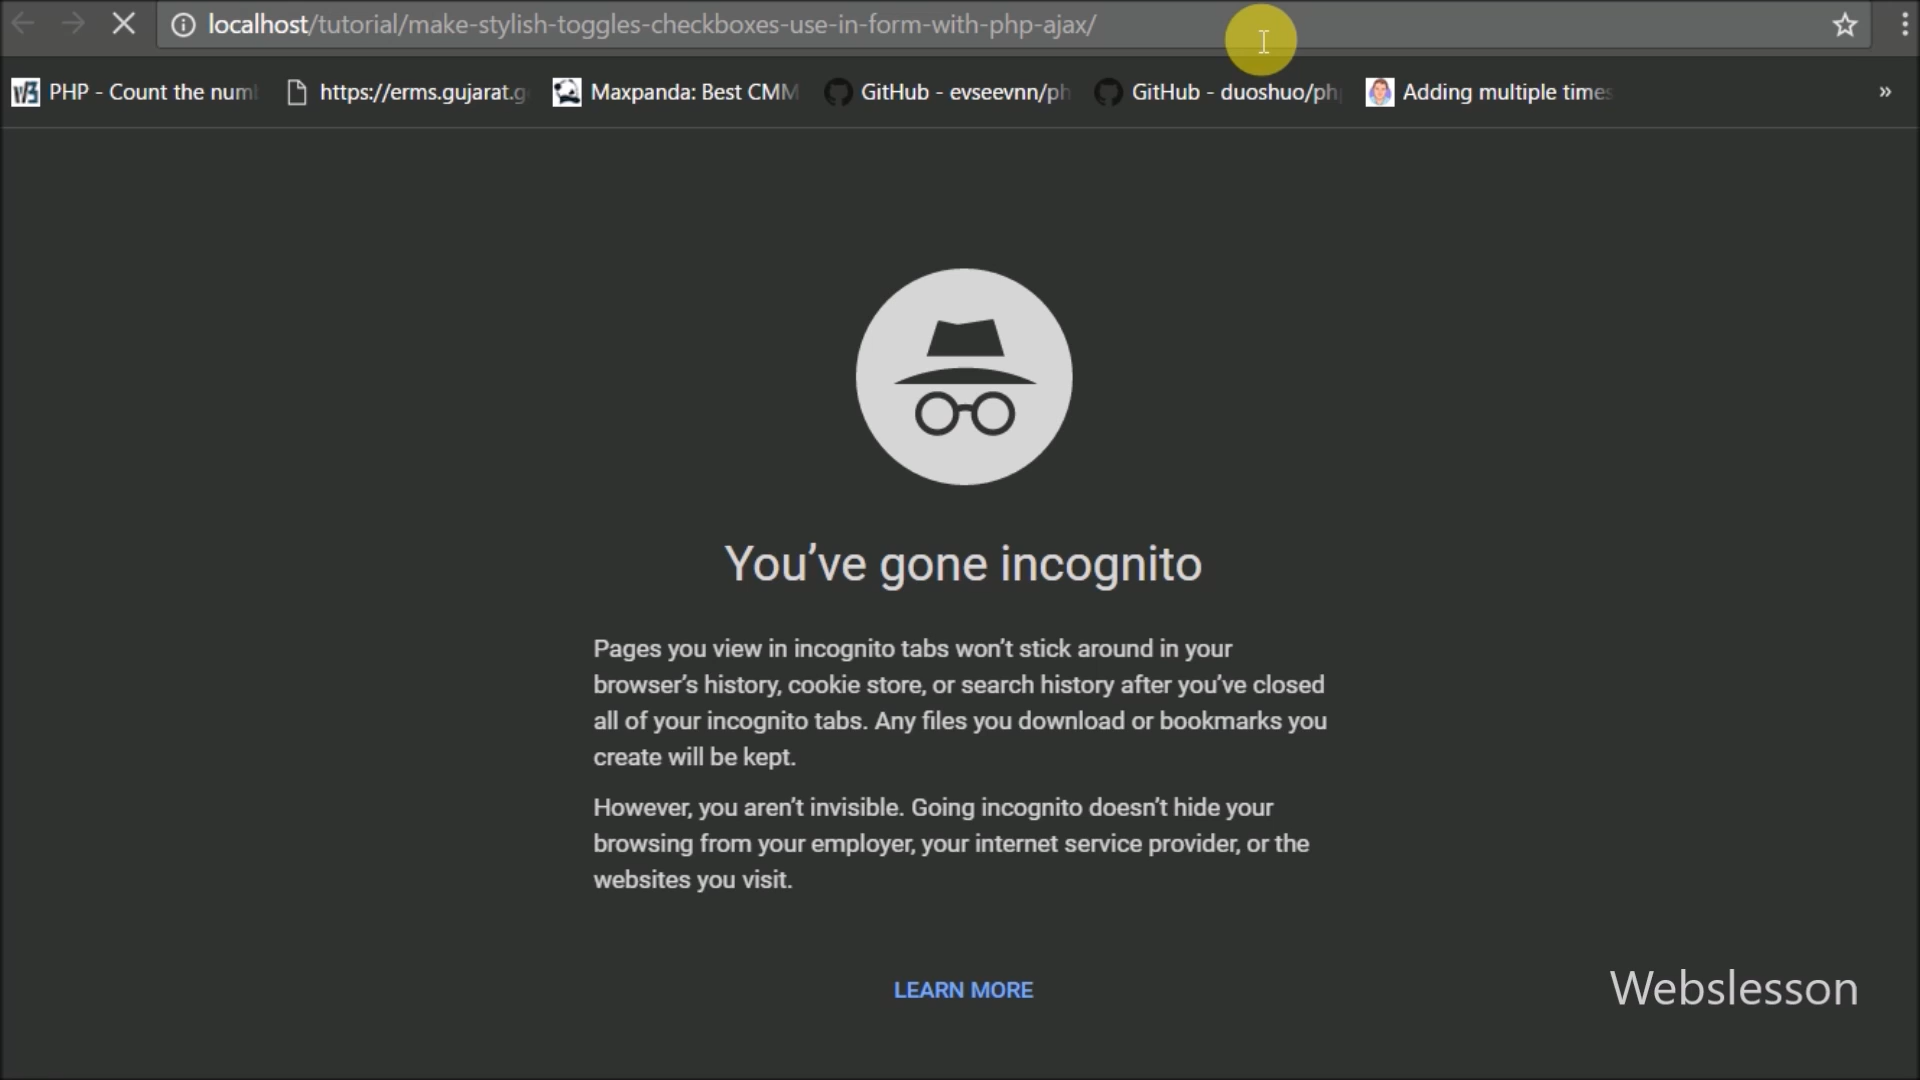 localhost/tutorial/make-stylish-toggles-checkboxes-use-in-form-with-php-ajax/
PHP - Count the num https://erms.gujarat.g Maxpanda: Best CMM GitHub - evseevnn/ph GitHub - duoshuo/ph Adding multiple times »
You’ve gone incognito
Pages you view in incognito tabs won’t stick around in your
browser’s history, cookie store, or search history after you’ve closed
all of your incognito tabs. Any files you download or bookmarks you
create will be kept.
However, you aren’t invisible. Going incognito doesn’t hide your
browsing from your employer, your internet service provider, or the
websites you visit.
LEARN MORE
Webslesson